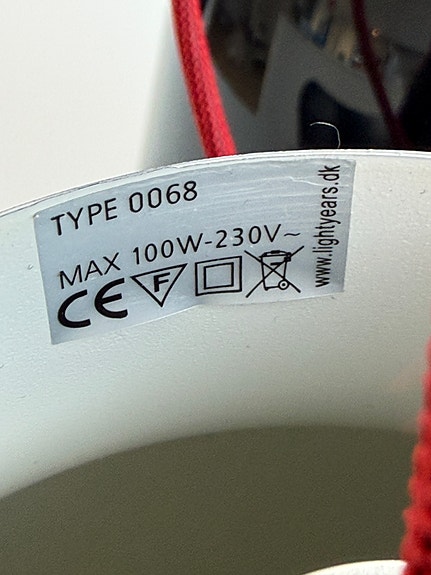 TYPE 0068
MAX 100W-230V~
CE F
www.lightyears.dk